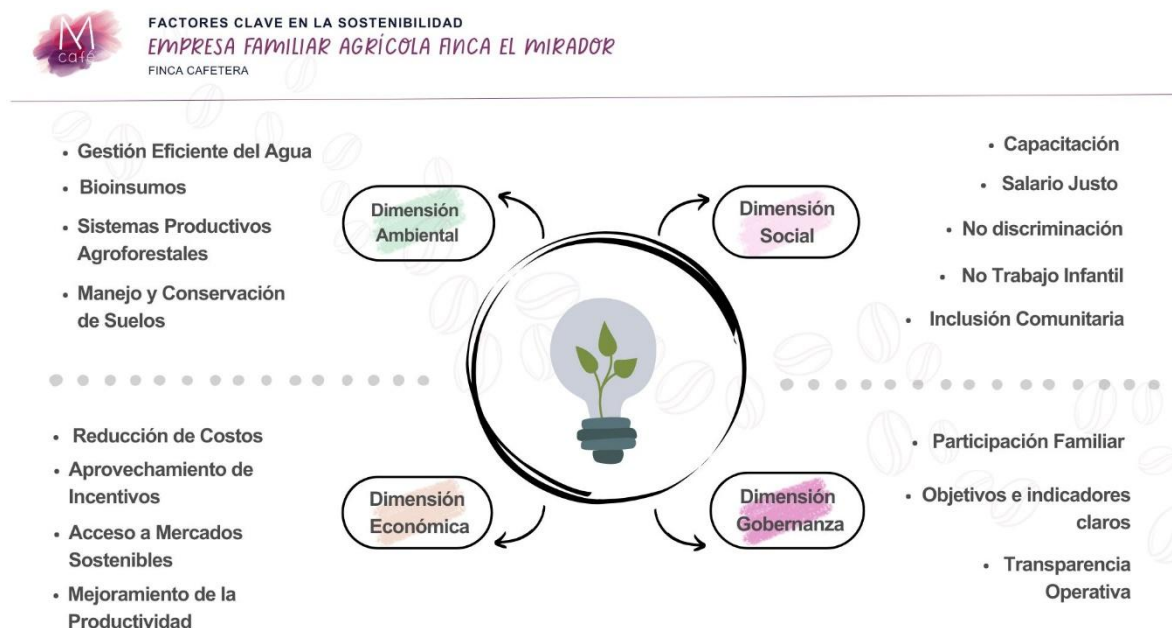 M
café
FACTORES CLAVE EN LA SOSTENIBILIDAD
EMPRESA FAMILIAR AGRÍCOLA FINCA EL MIRADOR
FINCA CAFETERA
• Gestión Eficiente del Agua
• Bioinsumos
• Sistemas Productivos
Agroforestales
• Manejo y Conservación
de Suelos
Dimensión
Ambiental
Dimensión
Social
• Capacitación
• Salario Justo
• No discriminación
• No Trabajo Infantil
• Inclusión Comunitaria
• Reducción de Costos
• Aprovechamiento de
Incentivos
• Acceso a Mercados
Sostenibles
• Mejoramiento de la
Productividad
Dimensión
Económica
Dimensión
Gobernanza
• Participación Familiar
• Objetivos e indicadores
claros
• Transparencia
Operativa